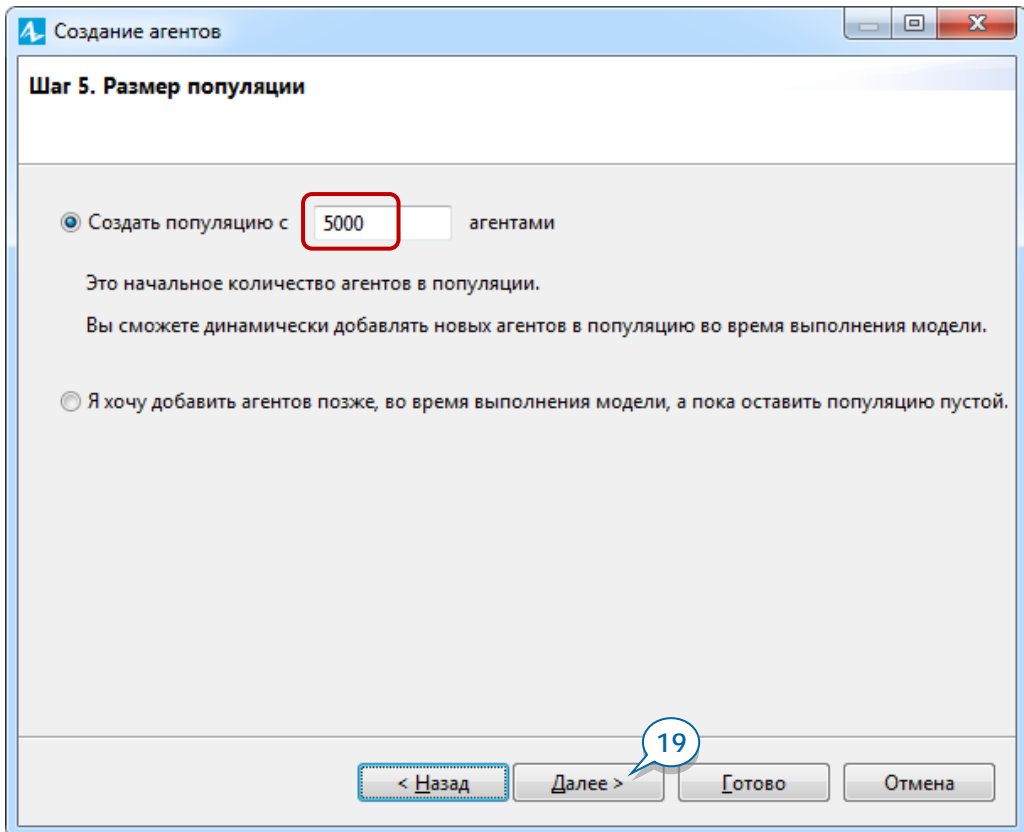 Создание агентов
Шаг 5. Размер популяции
Создать популяцию с 5000 агентами
Это начальное количество агентов в популяции.
Вы сможете динамически добавлять новых агентов в популяцию во время выполнения модели.
Я хочу добавить агентов позже, во время выполнения модели, а пока оставить популяцию пустой.
19
< Назад Далее > Готово Отмена